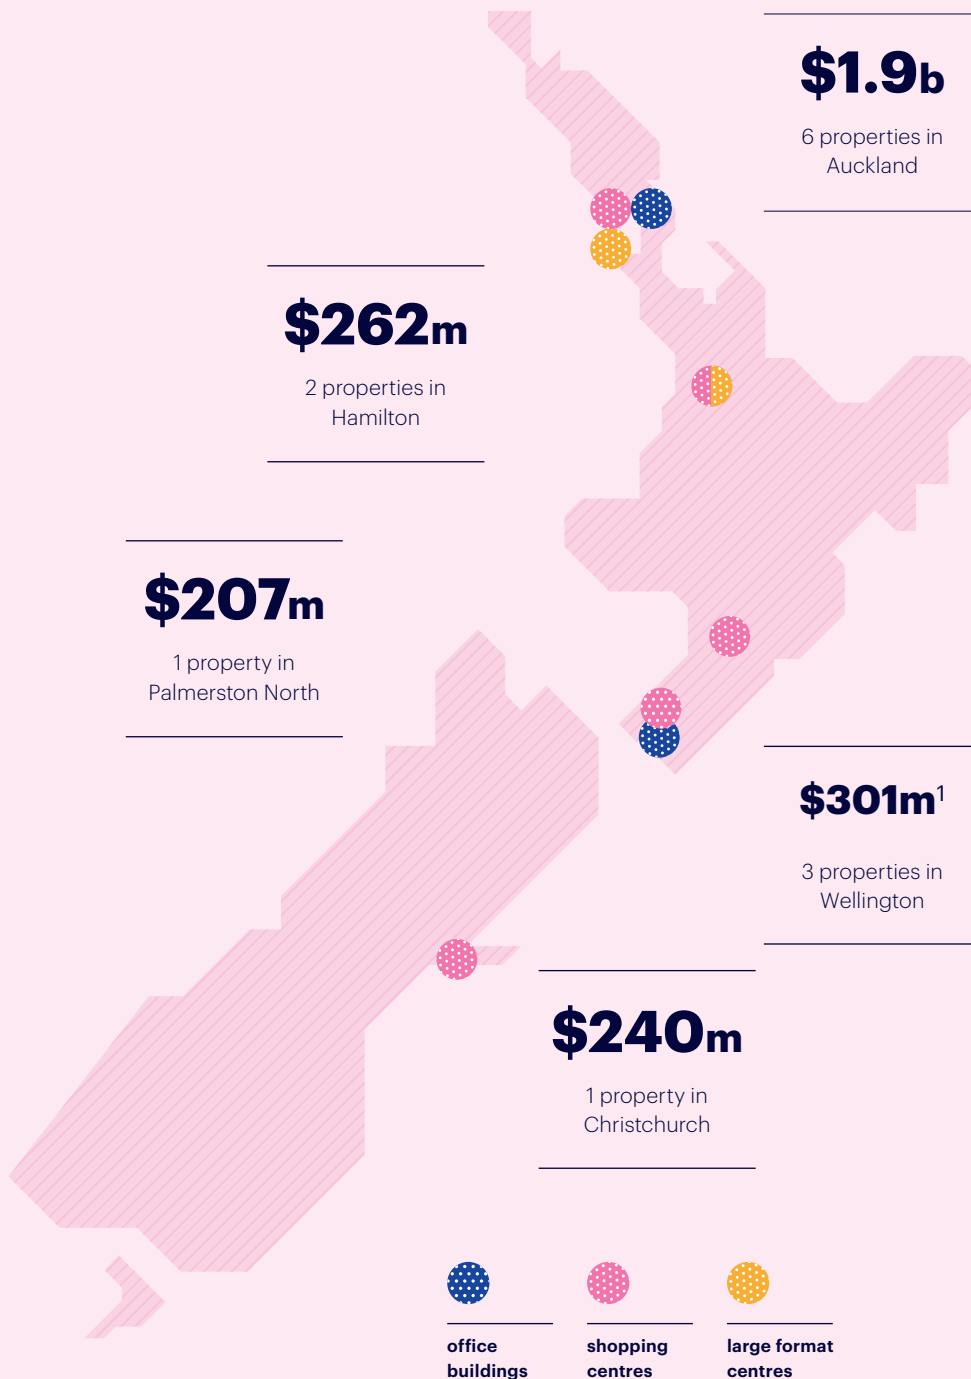 $1.9b
6 properties in
Auckland
$262m
2 properties in
Hamilton
$207m
1 property in
Palmerston North
$301m1
3 properties in
Wellington
$240m
1 property in
Christchurch
office
buildings
shopping
centres
large format
centres